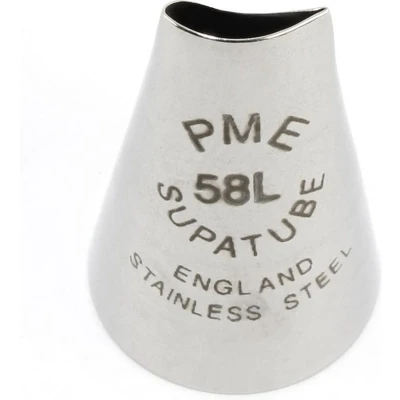 PME
58L
SUPATUBE
ENGLAND
STAINLESS STEEL